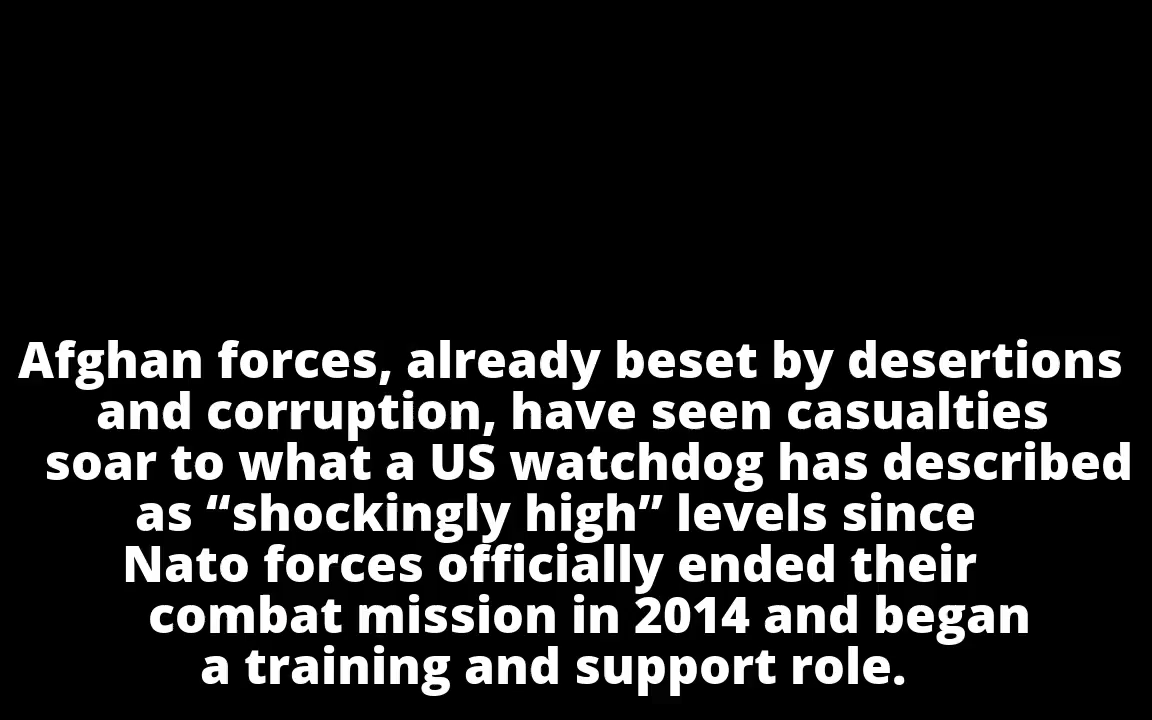 Afghan forces, already beset by desertions
and corruption, have seen casualties
soar to what a US watchdog has described
as “shockingly high” levels since
Nato forces officially ended their
combat mission in 2014 and began
a training and support role.